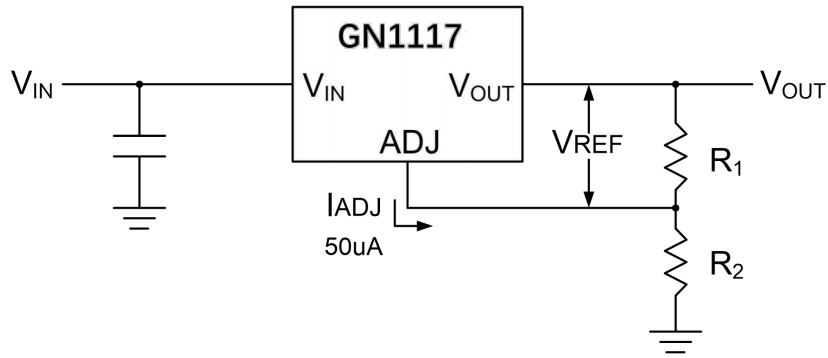 GN1117
VIN
VIN
VOUT
VOUT
ADJ
VREF
R1
IADJ
50uA
R2